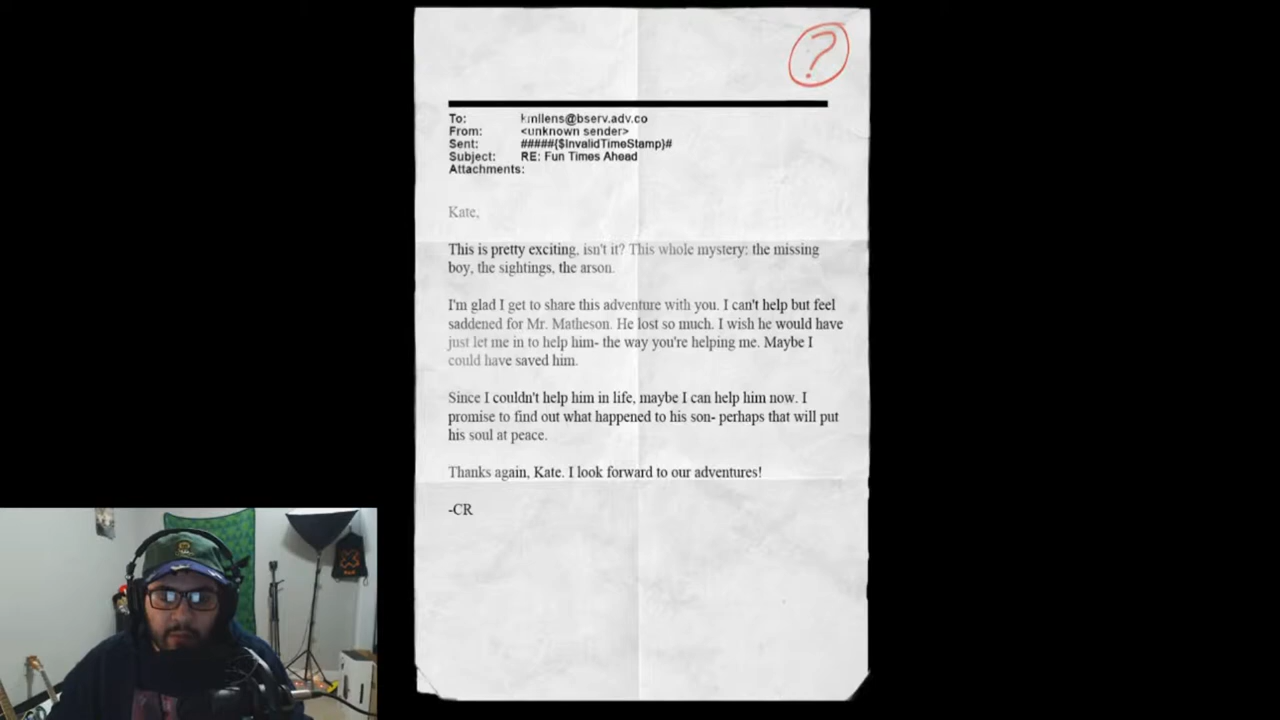 ?
To: kmllens@bserv.adv.co
From: <unknown sender>
Sent: #####{$InvalidTimeStamp}#
Subject: RE: Fun Times Ahead
Attachments:
Kate,
This is pretty exciting, isn't it? This whole mystery: the missing
boy, the sightings, the arson.
I'm glad I get to share this adventure with you. I can't help but feel
saddened for Mr. Matheson. He lost so much. I wish he would have
just let me in to help him- the way you're helping me. Maybe I
could have saved him.
Since I couldn't help him in life, maybe I can help him now. I
promise to find out what happened to his son- perhaps that will put
his soul at peace.
Thanks again, Kate. I look forward to our adventures!
-CR